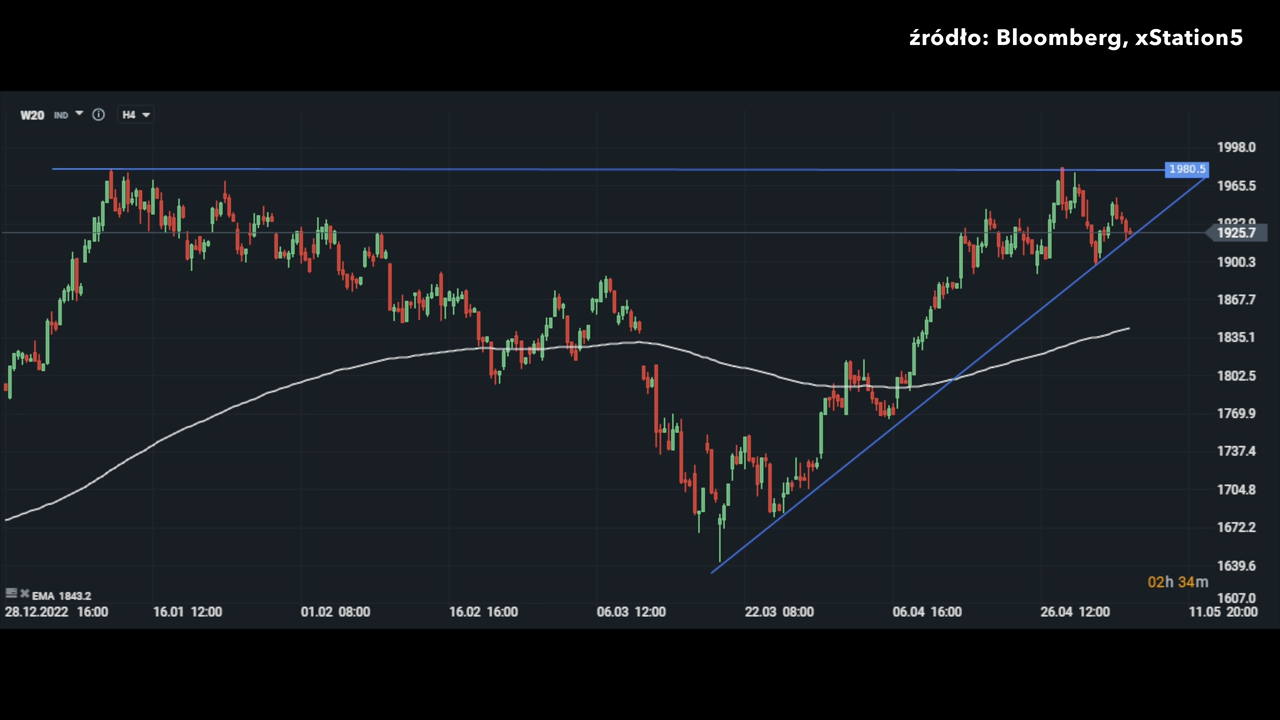 źródło: Bloomberg, xStation5
W20 IND H4
1998.0
1980.5
1965.5
1925.7
1900.3
1867.7
1835.1
1802.5
1769.9
1737.4
1704.8
1672.2
1639.6
02h 34m
EMA 1843.2
1607.0
28.12.2022 16:00 16.01 12:00 01.02 08:00 16.02 16:00 06.03 12:00 22.03 08:00 06.04 16:00 26.04 12:00 11.05 20:00